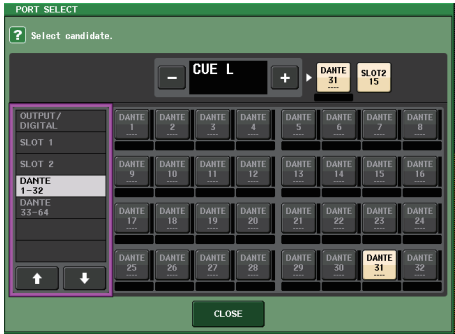 PORT SELECT
? Select candidate.
− CUE L + DANTE 31 ---- SLOT2 15
OUTPUT/
DIGITAL
SLOT 1
SLOT 2
DANTE
1-32
DANTE
33-64
DANTE 1 ---- DANTE 2 ---- DANTE 3 ---- DANTE 4 ---- DANTE 5 ---- DANTE 6 ---- DANTE 7 ---- DANTE 8 ----
DANTE 9 ---- DANTE 10 ---- DANTE 11 ---- DANTE 12 ---- DANTE 13 ---- DANTE 14 ---- DANTE 15 ---- DANTE 16 ----
DANTE 17 ---- DANTE 18 ---- DANTE 19 ---- DANTE 20 ---- DANTE 21 ---- DANTE 22 ---- DANTE 23 ---- DANTE 24 ----
DANTE 25 ---- DANTE 26 ---- DANTE 27 ---- DANTE 28 ---- DANTE 29 ---- DANTE 30 ---- DANTE 31 ---- DANTE 32 ----
CLOSE